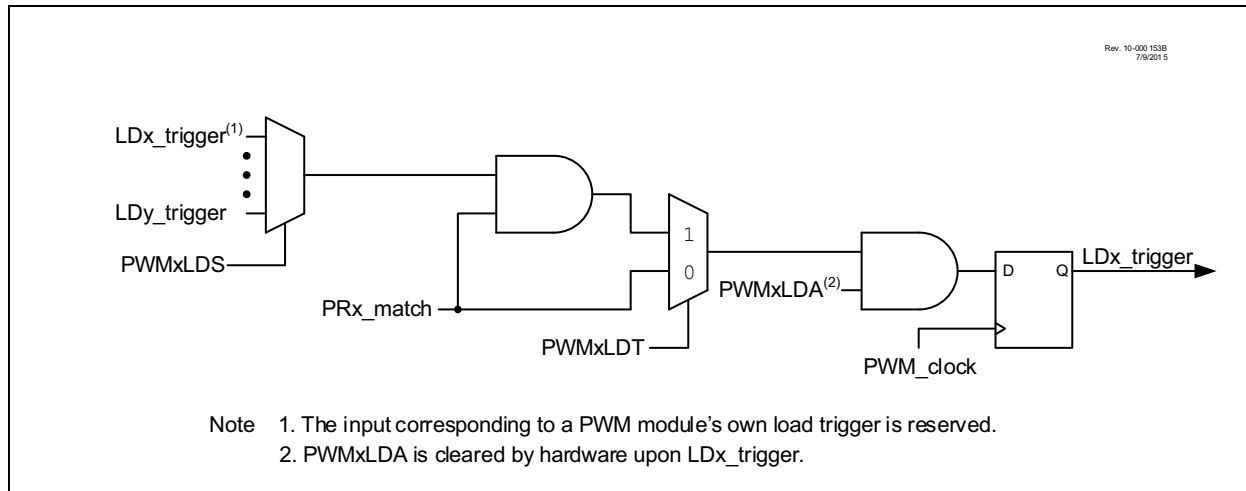 Rev. 10-000 153B
7/9/201 5
LDx_trigger(1)
LDy_trigger
PWMxLDS
PRx_match
1
0
PWMxLDT
PWMxLDA(2)
D Q
LDx_trigger
PWM_clock
Note 1. The input corresponding to a PWM module's own load trigger is reserved.
2. PWMxLDA is cleared by hardware upon LDx_trigger.